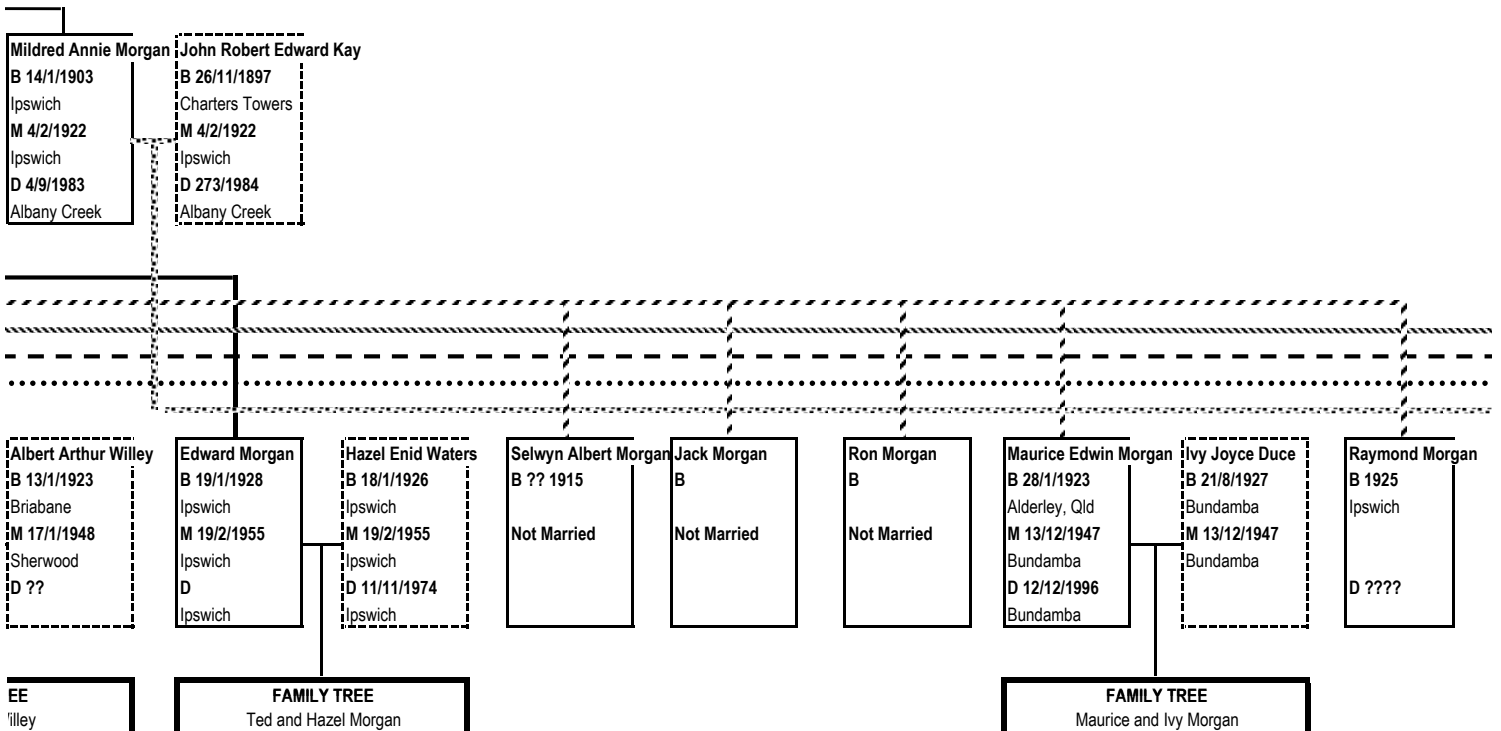 Mildred Annie Morgan
B 14/1/1903
Ipswich
M 4/2/1922
Ipswich
D 4/9/1983
Albany Creek
John Robert Edward Kay
B 26/11/1897
Charters Towers
M 4/2/1922
Ipswich
D 273/1984
Albany Creek
Albert Arthur Willey
B 13/1/1923
Briabane
M 17/1/1948
Sherwood
D ??
Edward Morgan
B 19/1/1928
Ipswich
M 19/2/1955
Ipswich
D
Ipswich
Hazel Enid Waters
B 18/1/1926
Ipswich
M 19/2/1955
Ipswich
D 11/11/1974
Ipswich
Selwyn Albert Morgan
B ?? 1915
Not Married
Jack Morgan
B
Not Married
Ron Morgan
B
Not Married
Maurice Edwin Morgan
B 28/1/1923
Alderley, Qld
M 13/12/1947
Bundamba
D 12/12/1996
Bundamba
Ivy Joyce Duce
B 21/8/1927
Bundamba
M 13/12/1947
Bundamba
Raymond Morgan
B 1925
Ipswich
D ????
EE
illey
FAMILY TREE
Ted and Hazel Morgan
FAMILY TREE
Maurice and Ivy Morgan